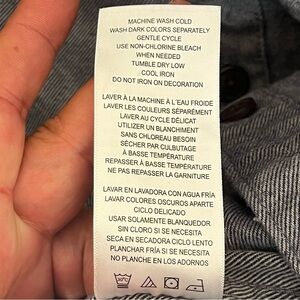 MACHINE WASH COLD
WASH DARK COLORS SEPARATELY
GENTLE CYCLE
USE NON-CHLORINE BLEACH
WHEN NEEDED
TUMBLE DRY LOW
COOL IRON
DO NOT IRON ON DECORATION
LAVER À LA MACHINE À L'EAU FROIDE
LAVER LES COULEURS SÉPARÉMENT
LAVER AU CYCLE DÉLICAT
UTILIZER UN BLANCHIMENT
SANS CHLOREAU BESOIN
SÉCHER PAR CULBUTAGE
À BASSE TEMPÉRATURE
REPASSER À BASSE TEMPÉRATURE
NE PAS REPASSER LA GARNITURE
LAVAR EN LAVADORA CON AGUA FRÍA
LAVAR COLORES OSCUROS APARTE
CICLO DELICADO
USAR SOLAMENTE BLANQUEDOR
SIN CLORO SI SE NECESITA
SECA EN SECADORA CICLO LENTO
PLANCHAR FRÍA SI SE NECESITA
NO PLANCHE EN LOS ADORNOS